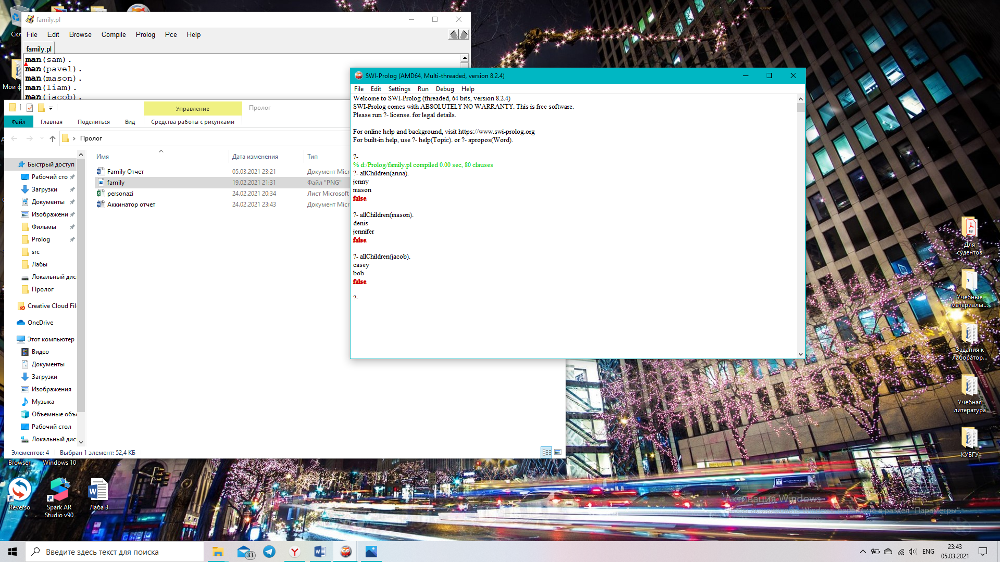 family.pl
File Edit Browse Compile Prolog Pce Help
family.pl
man(sam).
man(pavel).
man(mason).
man(liam).
man(jacob).
SWI-Prolog (AMD64, Multi-threaded, version 8.2.4)
File Edit Settings Run Debug Help
Welcome to SWI-Prolog (threaded, 64 bits, version 8.2.4)
SWI-Prolog comes with ABSOLUTELY NO WARRANTY. This is free software.
Please run ?- license. for legal details.
For online help and background, visit https://www.swi-prolog.org
For built-in help, use ?- help(Topic). or ?- apropos(Word).
?-
% d:/Prolog/family.pl compiled 0.00 sec, 80 clauses
?- allChildren(anna).
jenny
mason
false.
?- allChildren(mason).
denis
jennifer
false.
?- allChildren(jacob).
casey
bob
false.
?-
Управление Пролог
Файл Главная Поделиться Вид Средства работы с рисунками
Пролог
Имя Дата изменения Тип
Family Отчет 05.03.2021 23:21 Документ Micr
family 19.02.2021 21:31 Файл "PNG"
personazi 24.02.2021 20:34 Лист Microsoft
Аккинатор отчет 24.02.2021 23:43 Документ Micr
Быстрый доступ
Рабочий сто.
Загрузки
Документы
Изображени
Фильмы
Prolog
src
Лабы
Локальный дис
Пролог
Creative Cloud Fil
OneDrive
Этот компьютер
Видео
Документы
Загрузки
Изображения
Музыка
Объемные объ
Рабочий стол
Локальный дис
Элементов: 4 Выбран 1 элемент: 52,4 КБ
Скл
Мои ф
Browser
Windows 10
Reverso
Spark AR
Studio v90
Лаба 3
Для
судентов
Учебные
материалы...
Задания к
лаборатор...
Учебная
литература
КУБГУ
Активация Windows
Чтобы активировать Windows, перейдите в раздел "Параметры".
Введите здесь текст для поиска
33
ENG
23:43
05.03.2021